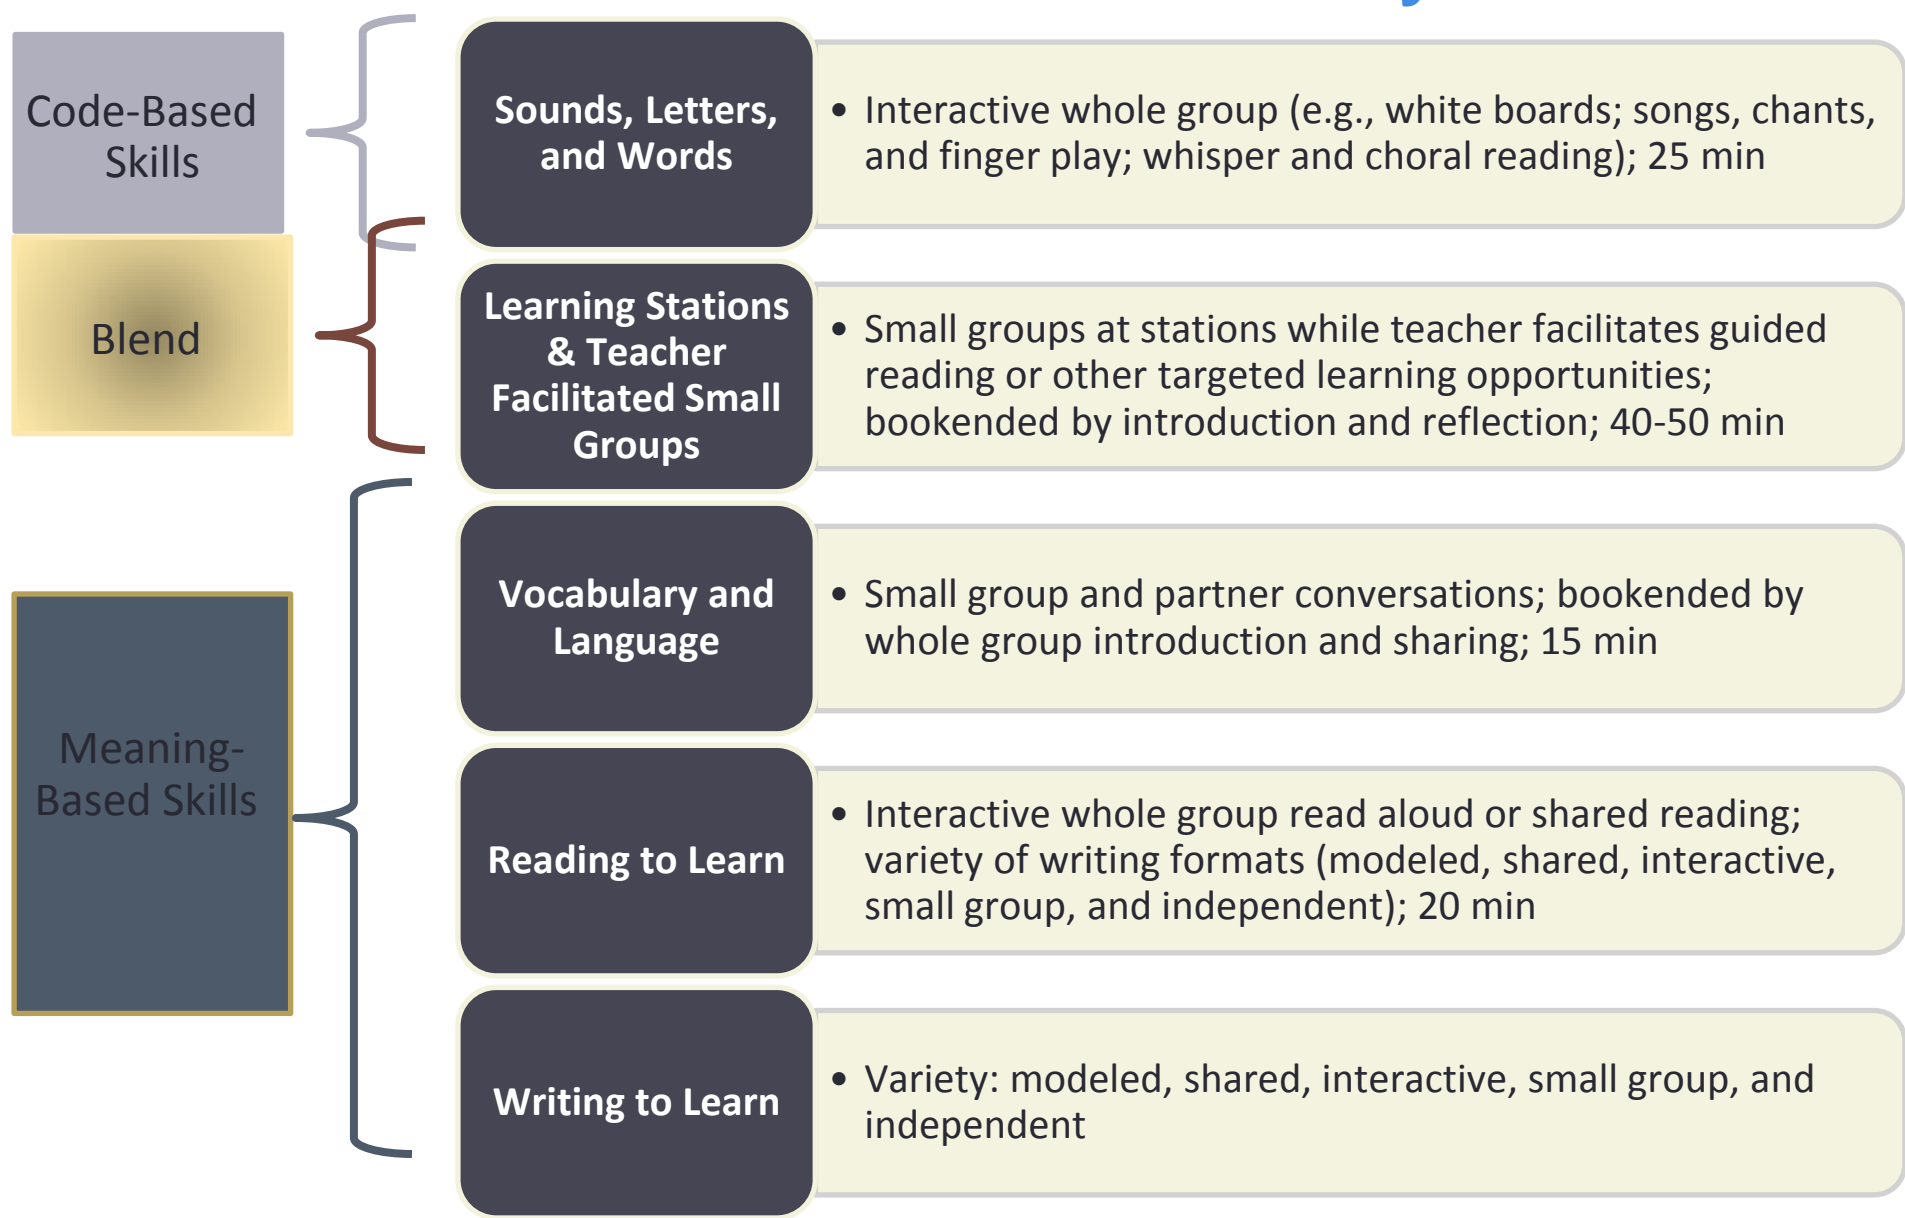 Code-Based
Skills
Sounds, Letters,
and Words
• Interactive whole group (e.g., white boards; songs, chants,
and finger play; whisper and choral reading); 25 min
Blend
Learning Stations
& Teacher
Facilitated Small
Groups
• Small groups at stations while teacher facilitates guided
reading or other targeted learning opportunities;
bookended by introduction and reflection; 40-50 min
Meaning-
Based Skills
Vocabulary and
Language
• Small group and partner conversations; bookended by
whole group introduction and sharing; 15 min
Reading to Learn
• Interactive whole group read aloud or shared reading;
variety of writing formats (modeled, shared, interactive,
small group, and independent); 20 min
Writing to Learn
• Variety: modeled, shared, interactive, small group, and
independent